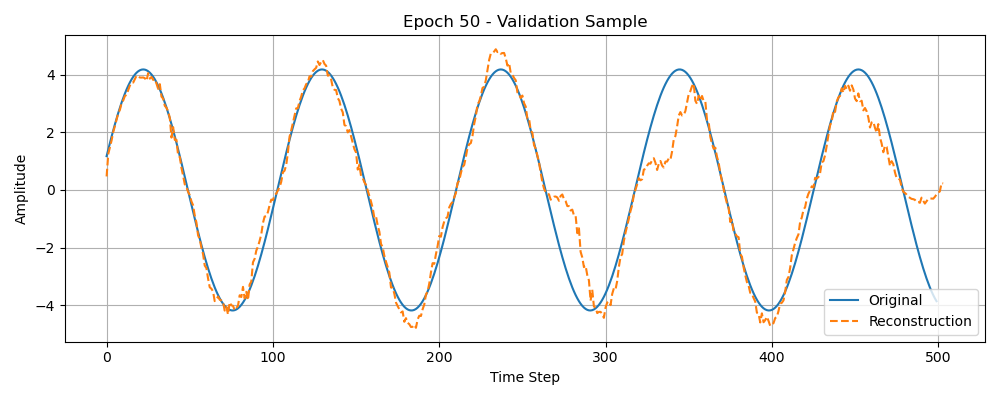 Epoch 50 - Validation Sample
Amplitude
4
2
0
−2
−4
0
100
200
300
400
500
Time Step
Original
Reconstruction